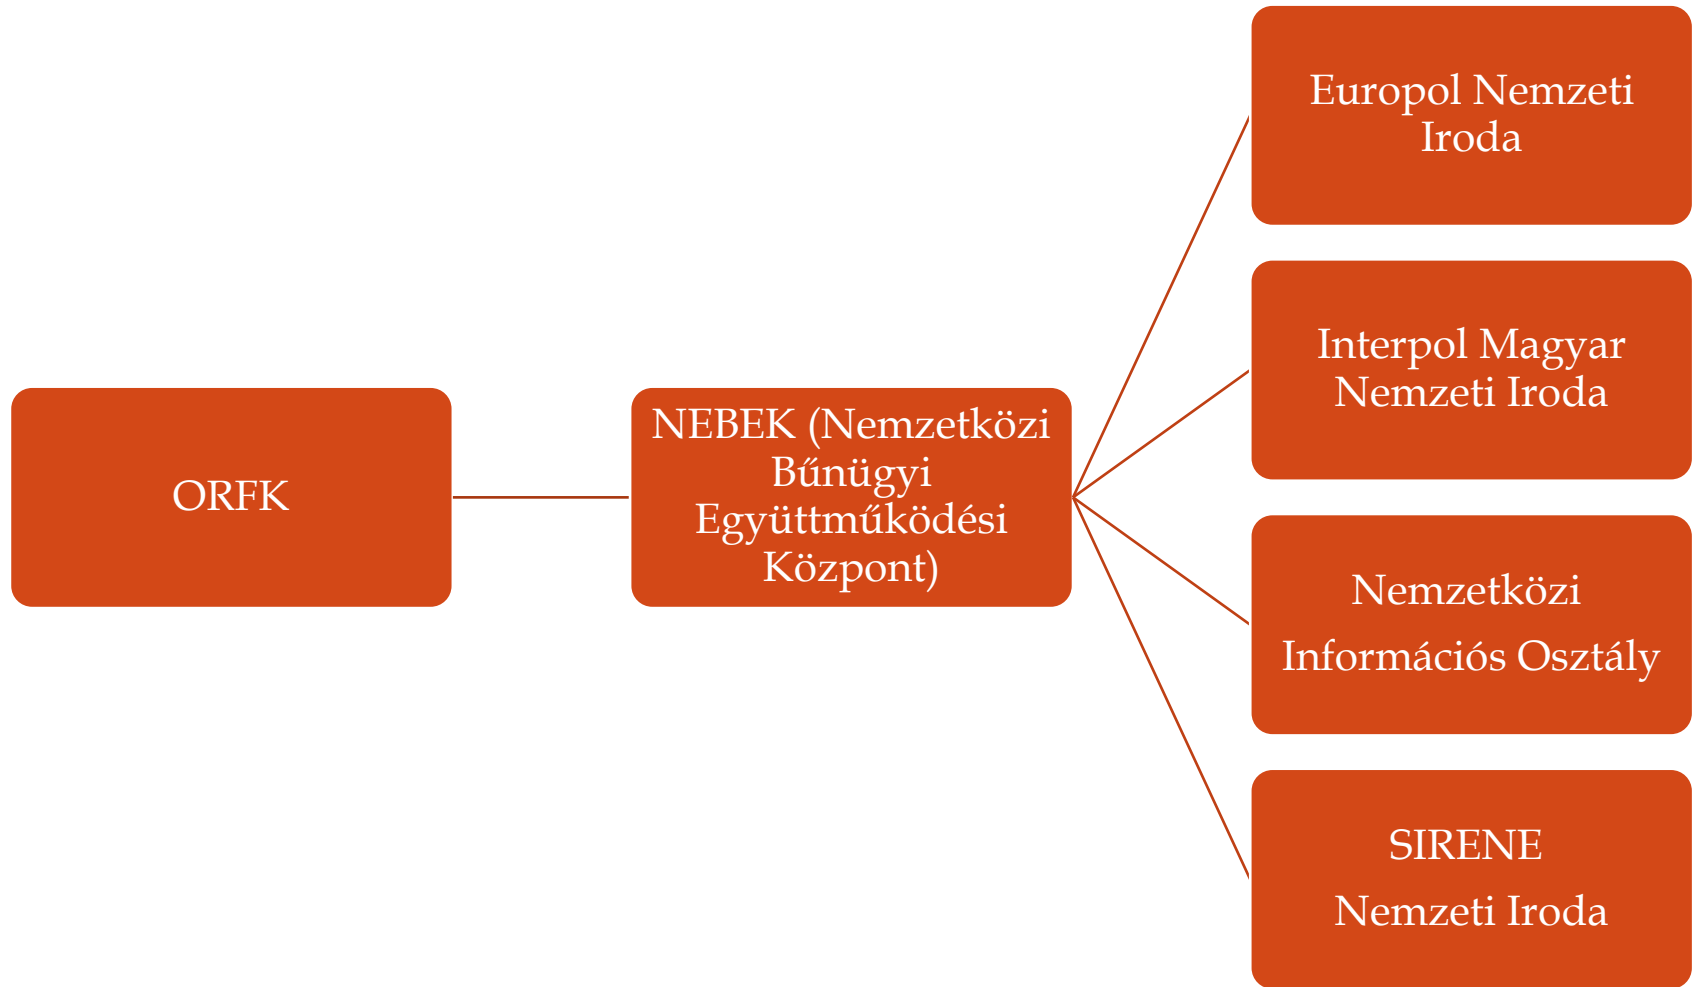 ORFK
NEBEK (Nemzetközi
Bűnügyi
Együttműködési
Központ)
Europol Nemzeti
Iroda
Interpol Magyar
Nemzeti Iroda
Nemzetközi
Információs Osztály
SIRENE
Nemzeti Iroda